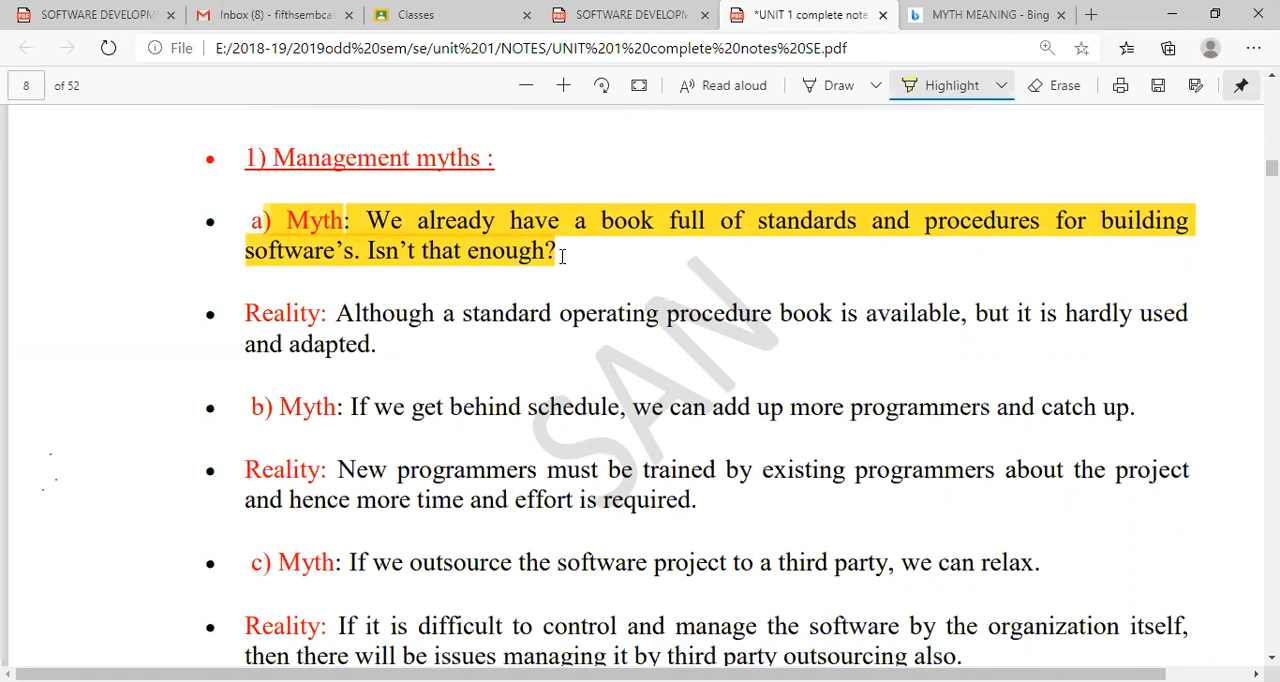 SOFTWARE DEVELOPM
Inbox (8) - fifthsembca
Classes
SOFTWARE DEVELOPM
*UNIT 1 complete note
MYTH MEANING - Bing
File
E:/2018-19/2019odd%20sem/se/unit%201/NOTES/UNIT%201%20complete%20notes%20SE.pdf
8 of 52
Read aloud
Draw
Highlight
Erase
1) Management myths :
a) Myth: We already have a book full of standards and procedures for building
software’s. Isn’t that enough?
Reality: Although a standard operating procedure book is available, but it is hardly used
and adapted.
b) Myth: If we get behind schedule, we can add up more programmers and catch up.
Reality: New programmers must be trained by existing programmers about the project
and hence more time and effort is required.
c) Myth: If we outsource the software project to a third party, we can relax.
Reality: If it is difficult to control and manage the software by the organization itself,
then there will be issues managing it by third party outsourcing also.
SAN